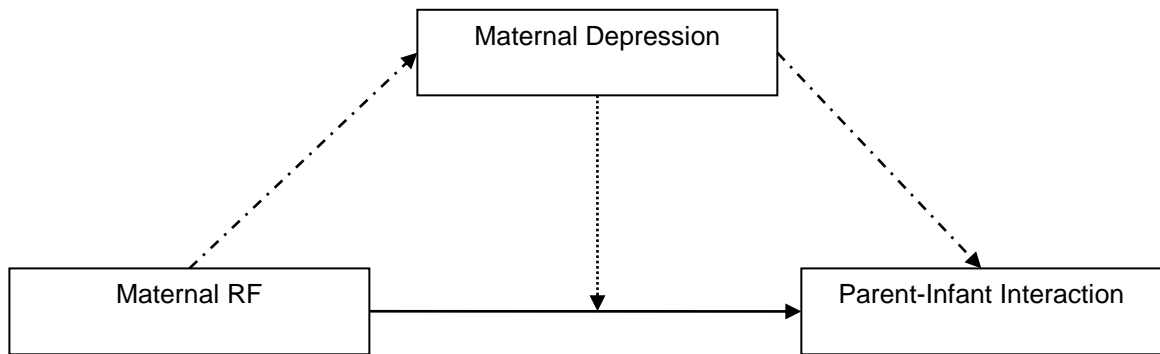 Maternal Depression
Maternal RF
Parent-Infant Interaction